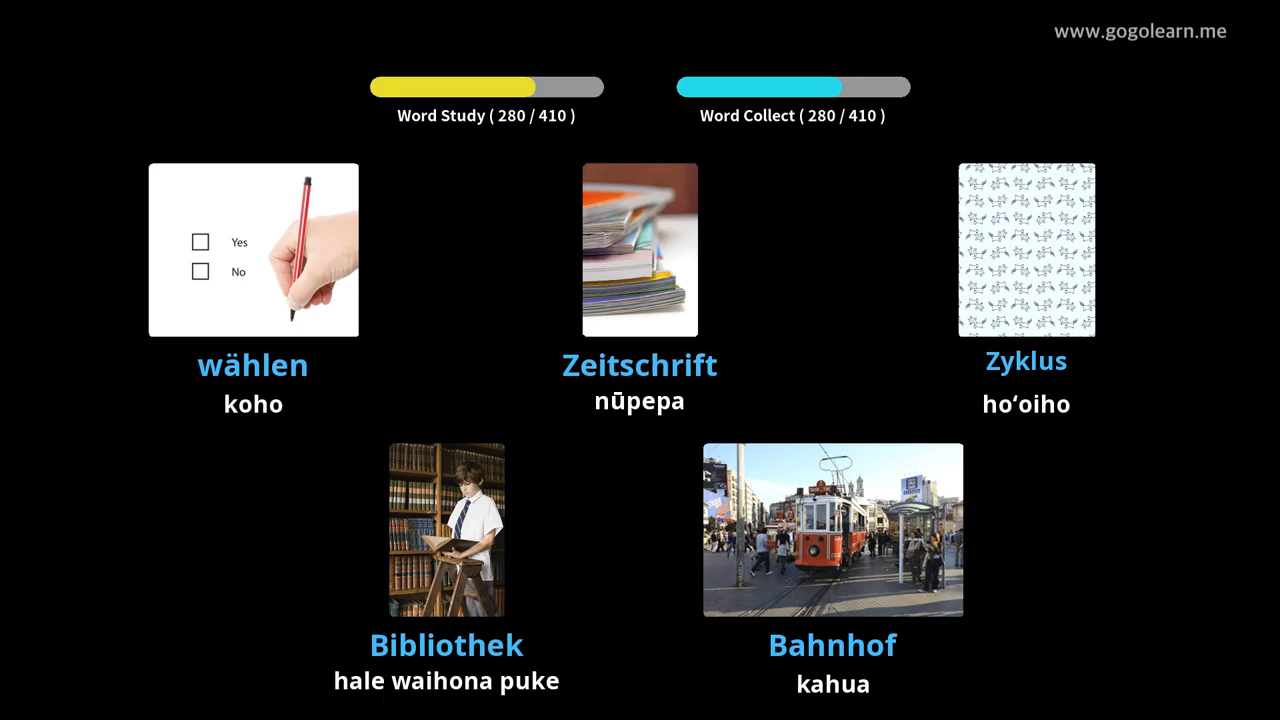 www.gogolearn.me
Word Study ( 280 / 410 )
Word Collect ( 280 / 410 )
Yes
No
wählen
koho
Zeitschrift
nūpepa
Zyklus
hoʻoiho
Bibliothek
hale waihona puke
Bahnhof
kahua